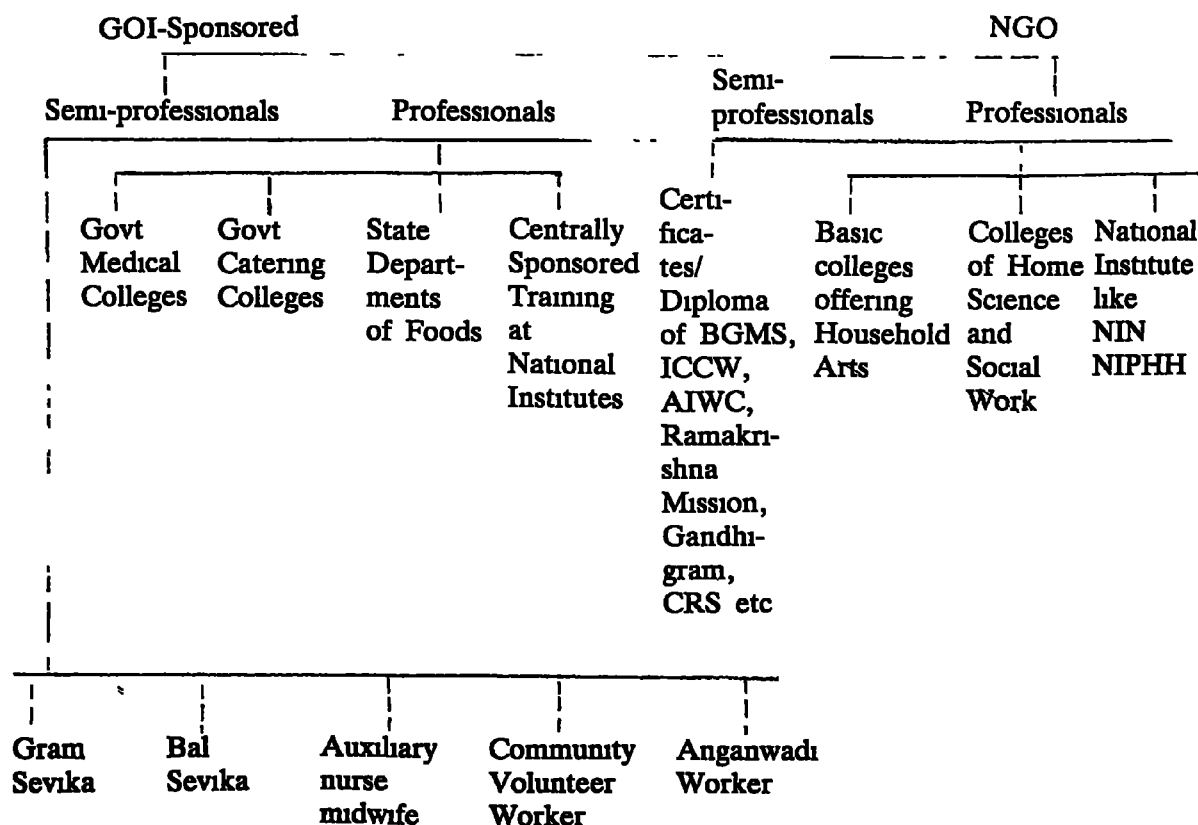 GOI-Sponsored NGO
Semi-professionals Professionals Semi-
professionals Professionals
Govt
Medical
Colleges
Govt
Catering
Colleges
State
Depart-
ments
of Foods
Centrally
Sponsored
Training
at
National
Institutes
Certi-
fica-
tes/
Diploma
of BGMS,
ICCW,
AIWC,
Ramakri-
shna
Mission,
Gandhi-
gram,
CRS etc
Basic
colleges
offering
Household
Arts
Colleges
of Home
Science
and
Social
Work
National
Institute
like
NIN
NIPHH
Gram
Sevika
Bal
Sevika
Auxiliary
nurse
midwife
Community
Volunteer
Worker
Anganwadi
Worker